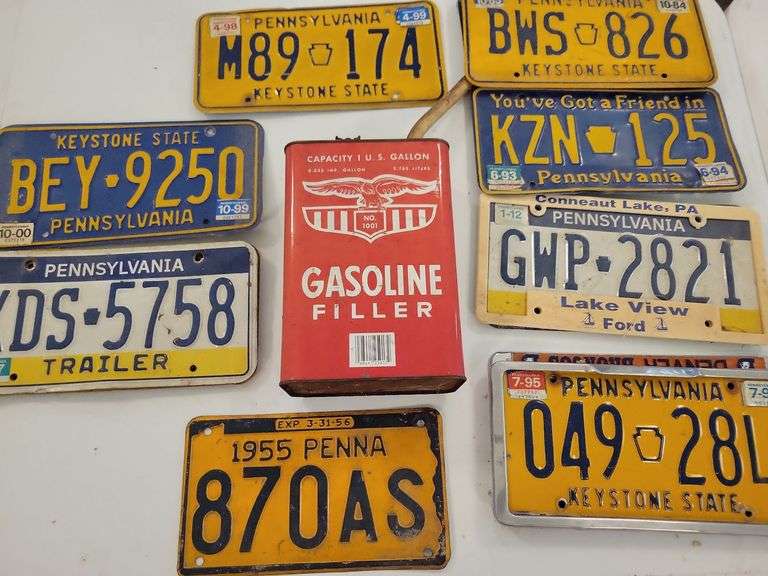 PENNSYLVANIA
4-98
4-99
M89 174
KEYSTONE STATE
PENNSYLVANIA
10-84
BWS 826
KEYSTONE STATE
KEYSTONE STATE
BEY 9250
PENNSYLVANIA
10-00
10-99
CAPACITY 1 U. S. GALLON
NO.
1001
GASOLINE
FILLER
You've Got a Friend in
KZN 125
6-93
Pennsylvania
6-94
PENNSYLVANIA
DS 5758
TRAILER
Conneaut Lake, PA
1-12
PENNSYLVANIA
GWP 2821
Lake View
Ford
EXP 3-31-56
1955 PENNA
870AS
DENVER BRONCOS
7-95
PENNSYLVANIA
049 28L
KEYSTONE STATE